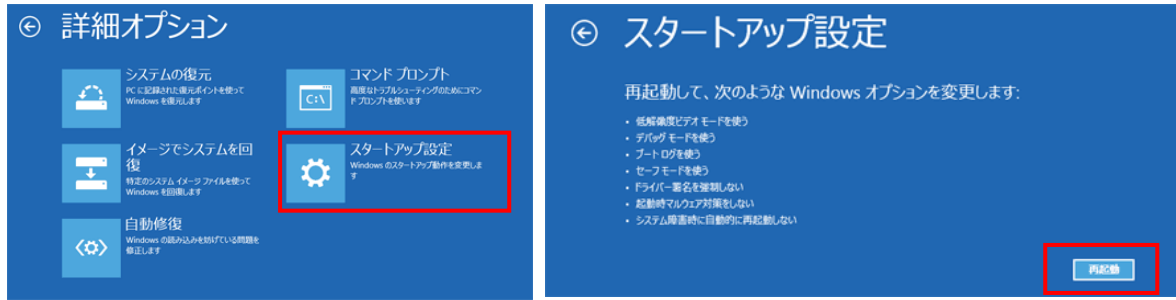 詳細オプション
システムの復元
PC に記録された復元ポイントを使って
Windows を復元します
コマンド プロンプト
高度なトラブルシューティングのためにコマン
ド プロンプトを使います
C:\
イメージでシステムを回
復
特定のシステム イメージ ファイルを使って
Windows を回復します
スタートアップ設定
Windows のスタートアップ動作を変更しま
す
自動修復
Windows の読み込みを妨げている問題を
修正します
スタートアップ設定
再起動して、次のような Windows オプションを変更します:
• 低解像度ビデオ モードを使う
• デバッグ モードを使う
• ブート ログを使う
• セーフ モードを使う
• ドライバー署名を強制しない
• 起動時マルウェア対策をしない
• システム障害時に自動的に再起動しない
再起動